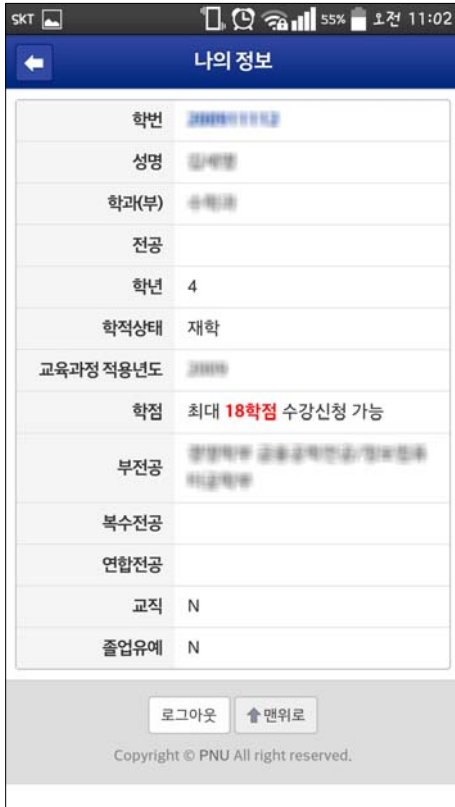 SKT 55% 오전 11:02
나의 정보
학번
성명
학과(부)
전공
학년 4
학적상태 재학
교육과정 적용년도
학점 최대 18학점 수강신청 가능
부전공
복수전공
연합전공
교직 N
졸업유예 N
로그아웃 맨위로
Copyright © PNU All right reserved.